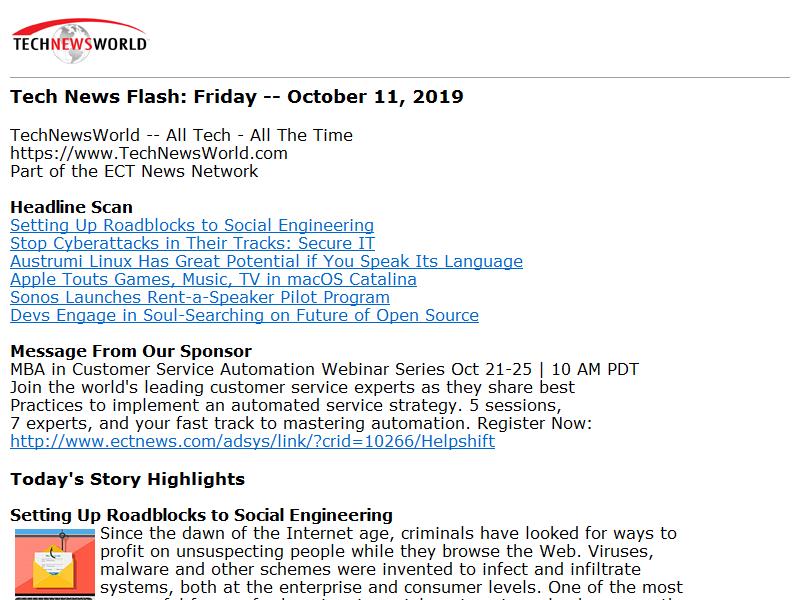 TECHNEWSWORLD
Tech News Flash: Friday -- October 11, 2019
TechNewsWorld -- All Tech - All The Time
https://www.TechNewsWorld.com
Part of the ECT News Network
Headline Scan
Setting Up Roadblocks to Social Engineering
Stop Cyberattacks in Their Tracks: Secure IT
Austrumi Linux Has Great Potential if You Speak Its Language
Apple Touts Games, Music, TV in macOS Catalina
Sonos Launches Rent-a-Speaker Pilot Program
Devs Engage in Soul-Searching on Future of Open Source
Message From Our Sponsor
MBA in Customer Service Automation Webinar Series Oct 21-25 | 10 AM PDT
Join the world's leading customer service experts as they share best
Practices to implement an automated service strategy. 5 sessions,
7 experts, and your fast track to mastering automation. Register Now:
http://www.ectnews.com/adsys/link/?crid=10266/Helpshift
Today's Story Highlights
Setting Up Roadblocks to Social Engineering
Since the dawn of the Internet age, criminals have looked for ways to
profit on unsuspecting people while they browse the Web. Viruses,
malware and other schemes were invented to infect and infiltrate
systems, both at the enterprise and consumer levels. One of the most